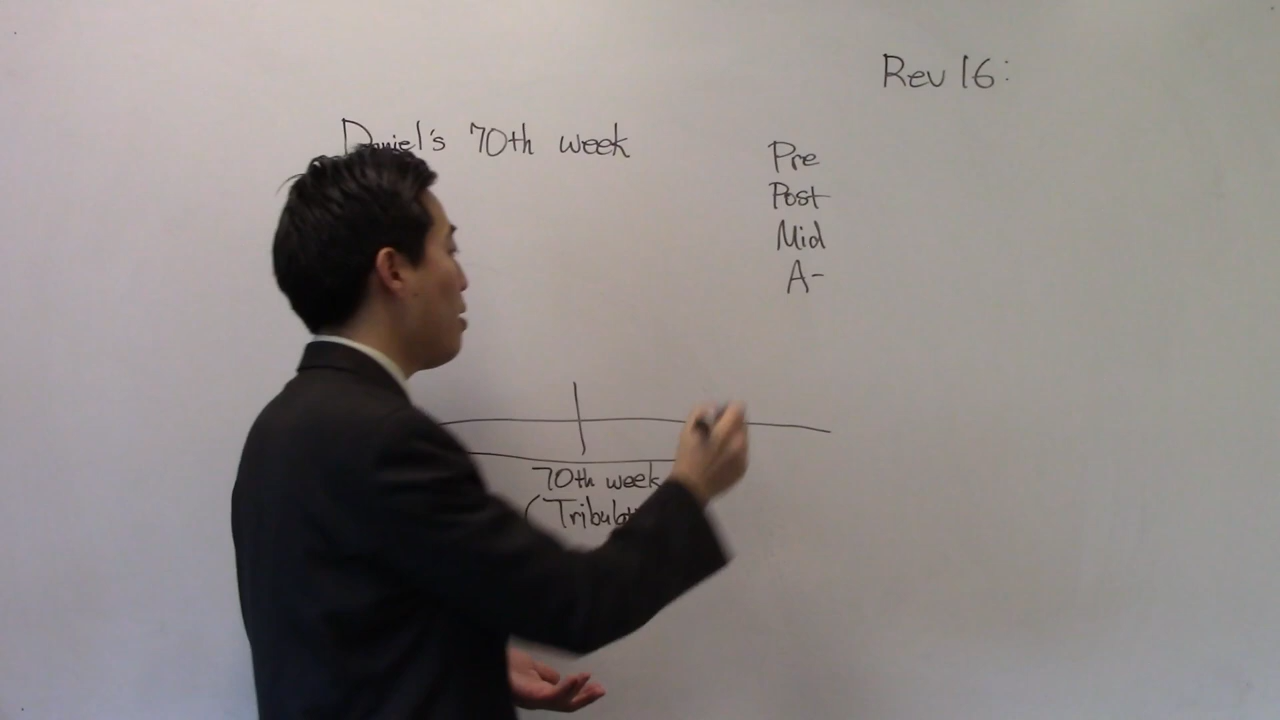 Rev 16:
Daniel's 70th week
Pre
Post
Mid
A-
70th week